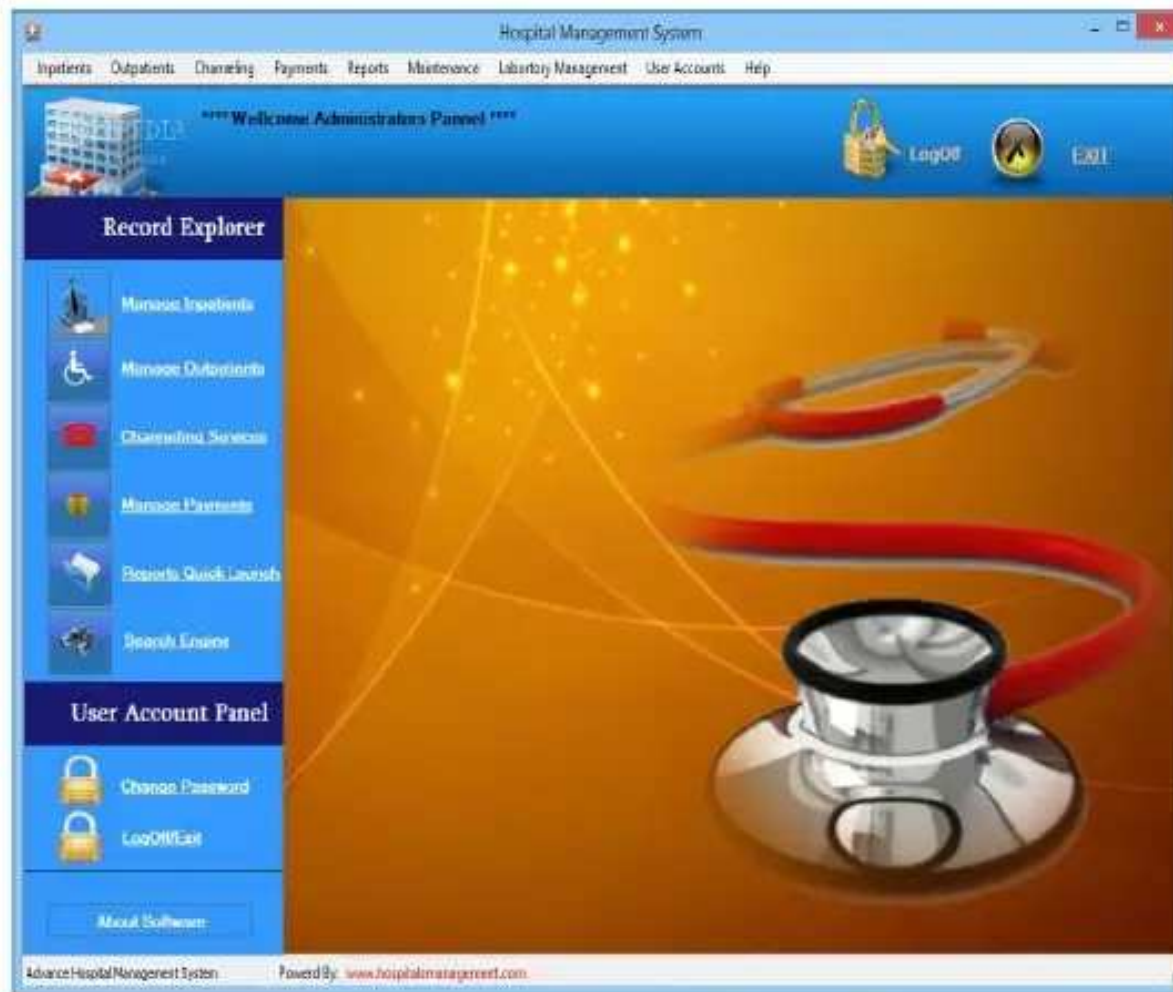 Hospital Management System
Inpatients Outpatients Channeling Payments Reports Maintenance Labortory Management User Accounts Help
**** Wellcome Administrators Pannel ****
LogOff
EXIT
Record Explorer
Manage Inpatients
Manage Outpatients
Channeling Services
Manage Payments
Reports Quick Launch
Search Engine
User Account Panel
Change Password
LogOff/Exit
About Software
Advance Hospital Management System Powerd By: www.hospitalsmanagement.com